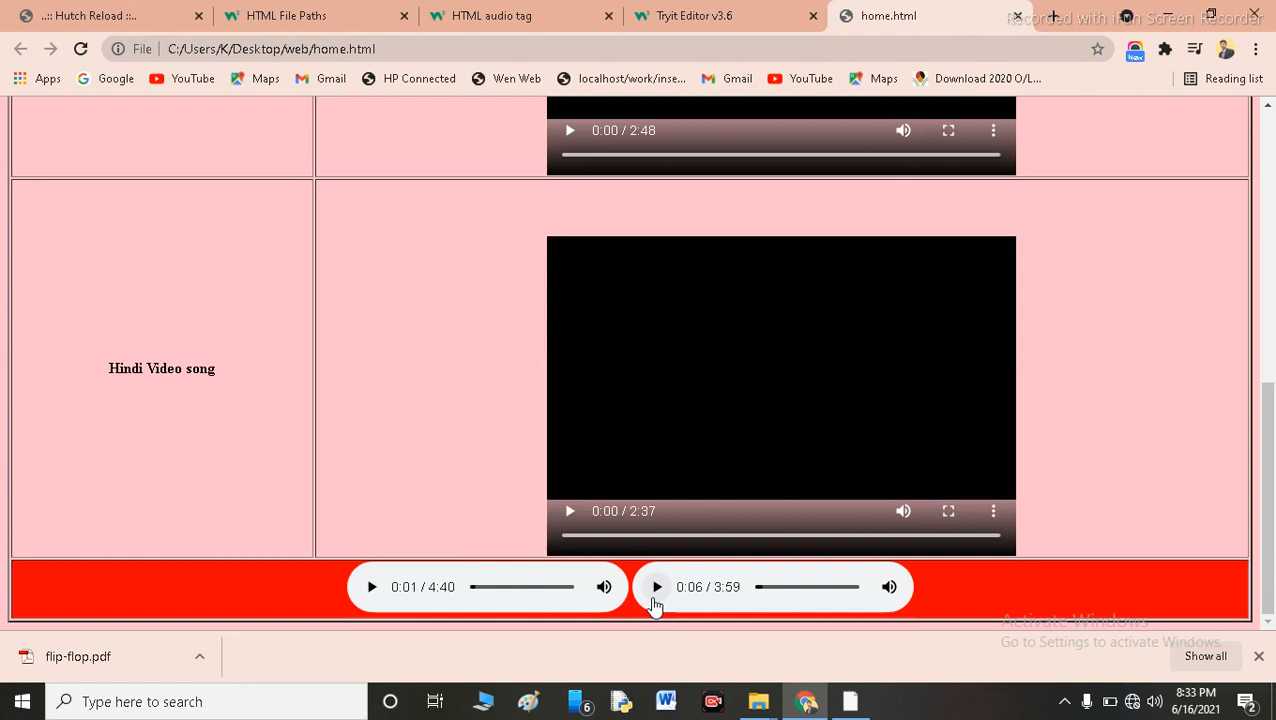 ..:: Hutch Reload ::..
HTML File Paths
HTML audio tag
Tryit Editor v3.6
home.html
Recorded with iFun Screen Recorder
File
C:/Users/K/Desktop/web/home.html
New
Apps
Google
YouTube
Maps
Gmail
HP Connected
Wen Web
localhost/work/inse...
Gmail
YouTube
Maps
Download 2020 O/L...
Reading list
0:00 / 2:48
Hindi Video song
0:00 / 2:37
0:01 / 4:40
0:06 / 3:59
Activate Windows
Go to Settings to activate Windows.
flip-flop.pdf
Show all
Type here to search
6
8:33 PM
6/16/2021
2